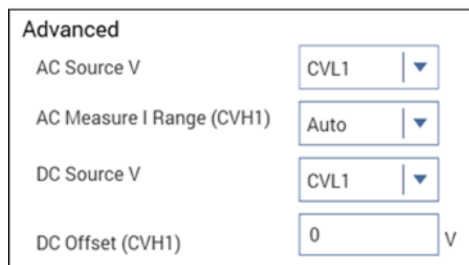 Advanced
AC Source V CVL1
AC Measure I Range (CVH1) Auto
DC Source V CVL1
DC Offset (CVH1) 0 V